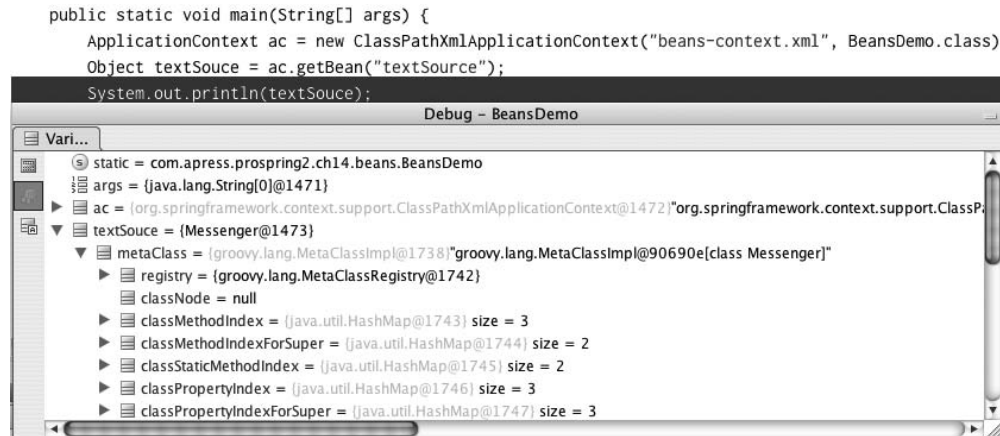 public static void main(String[] args) {
ApplicationContext ac = new ClassPathXmlApplicationContext("beans-context.xml", BeansDemo.class)
Object textSouce = ac.getBean("textSource");
System.out.println(textSouce);
Debug – BeansDemo
Vari...
static = com.apress.prospring2.ch14.beans.BeansDemo
args = {java.lang.String[0]@1471}
ac = {org.springframework.context.support.ClassPathXmlApplicationContext@1472}"org.springframework.context.support.ClassPa
textSouce = {Messenger@1473}
metaClass = {groovy.lang.MetaClassImpl@1738}"groovy.lang.MetaClassImpl@90690e[class Messenger]"
registry = {groovy.lang.MetaClassRegistry@1742}
classNode = null
classMethodIndex = {java.util.HashMap@1743} size = 3
classMethodIndexForSuper = {java.util.HashMap@1744} size = 2
classStaticMethodIndex = {java.util.HashMap@1745} size = 2
classPropertyIndex = {java.util.HashMap@1746} size = 3
classPropertyIndexForSuper = {java.util.HashMap@1747} size = 3